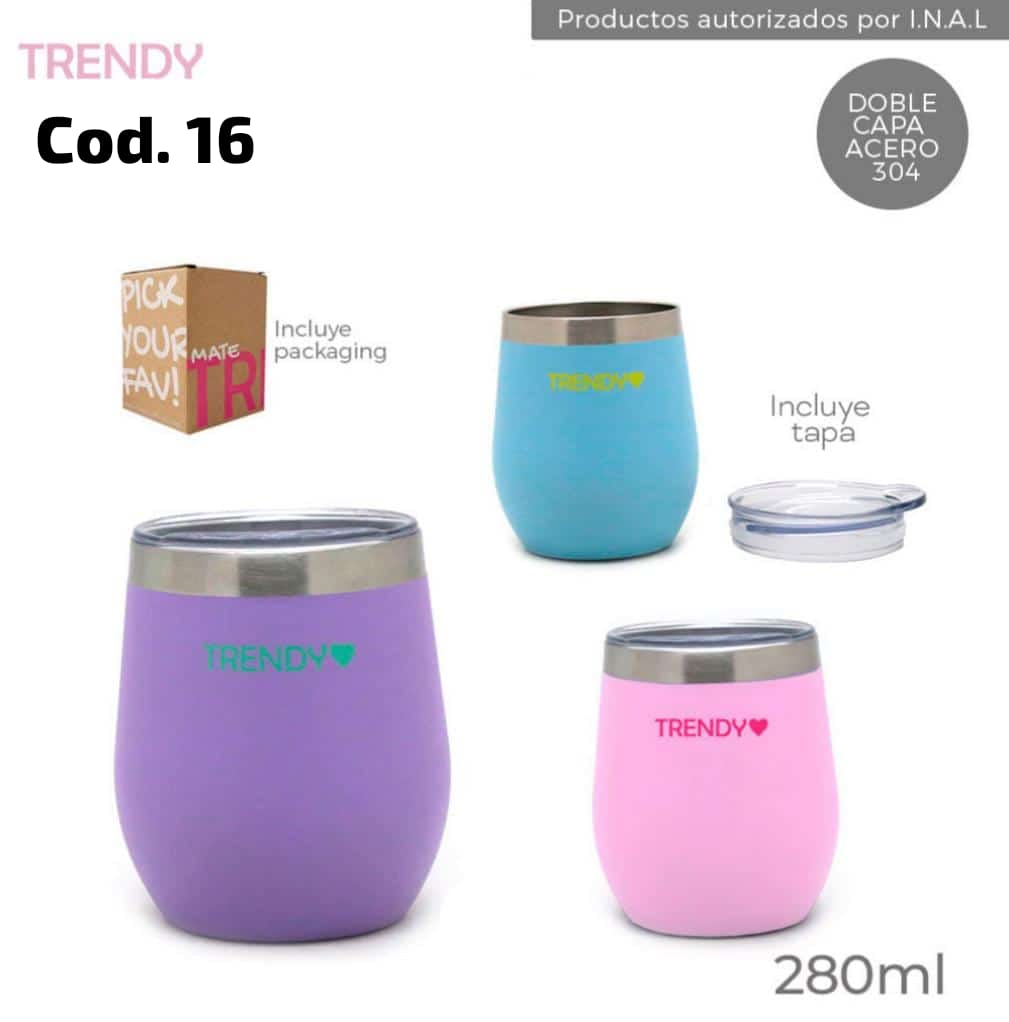 Productos autorizados por I.N.A.L
TRENDY
Cod. 16
DOBLE
CAPA
ACERO
304
PICK
YOUR
FAV!
MATE
TRE
Incluye
packaging
TRENDY
Incluye
tapa
TRENDY
TRENDY
280ml